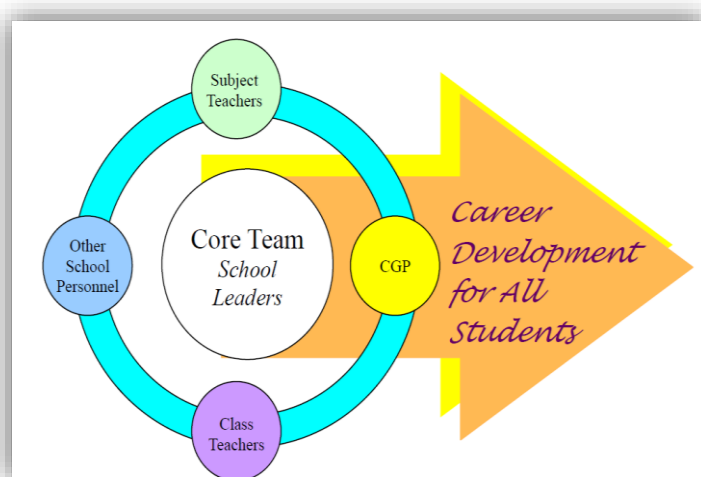 Subject
Teachers
Other
School
Personnel
Core Team
School
Leaders
CGP
Career
Development
for All
Students
Class
Teachers